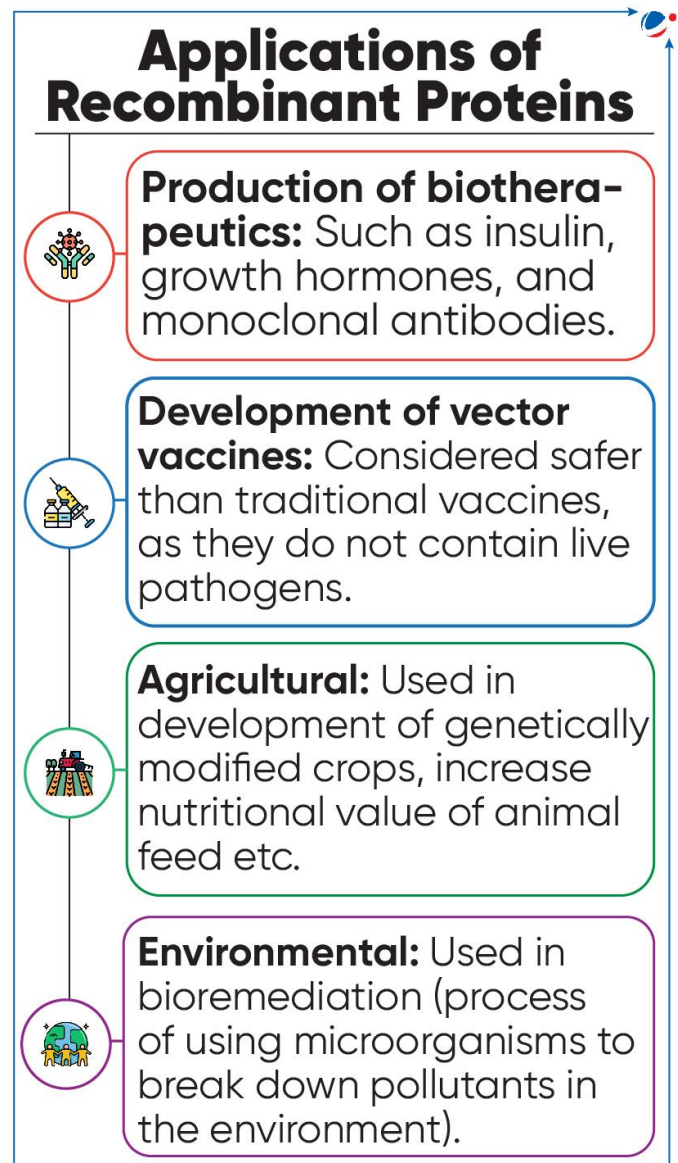 Applications of
Recombinant Proteins
Production of biothera-
peutics: Such as insulin,
growth hormones, and
monoclonal antibodies.
Development of vector
vaccines: Considered safer
than traditional vaccines,
as they do not contain live
pathogens.
Agricultural: Used in
development of genetically
modified crops, increase
nutritional value of animal
feed etc.
Environmental: Used in
bioremediation (process
of using microorganisms to
break down pollutants in
the environment).